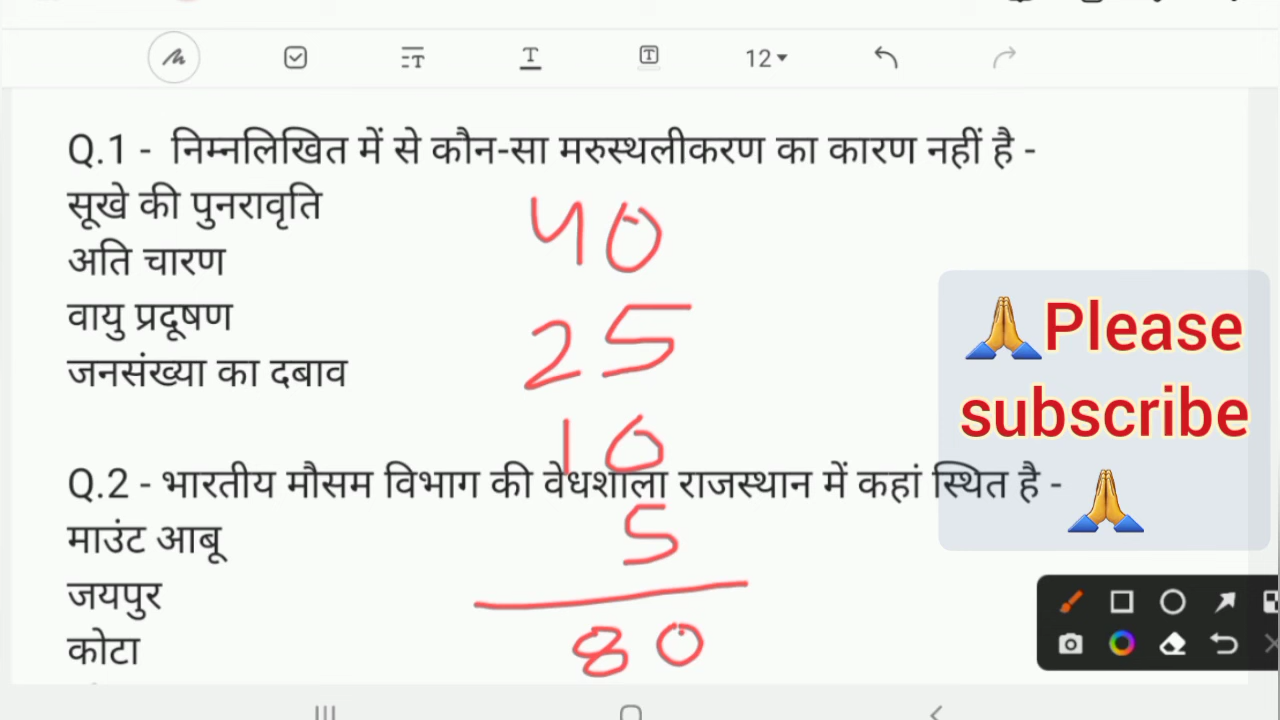 12
Q.1 - निम्नलिखित में से कौन-सा मरुस्थलीकरण का कारण नहीं है -
सूखे की पुनरावृति
अति चारण
वायु प्रदूषण
जनसंख्या का दबाव
40
25
10
5
80
Q.2 - भारतीय मौसम विभाग की वेधशाला राजस्थान में कहां स्थित है -
माउंट आबू
जयपुर
कोटा
🙏Please
subscribe
🙏